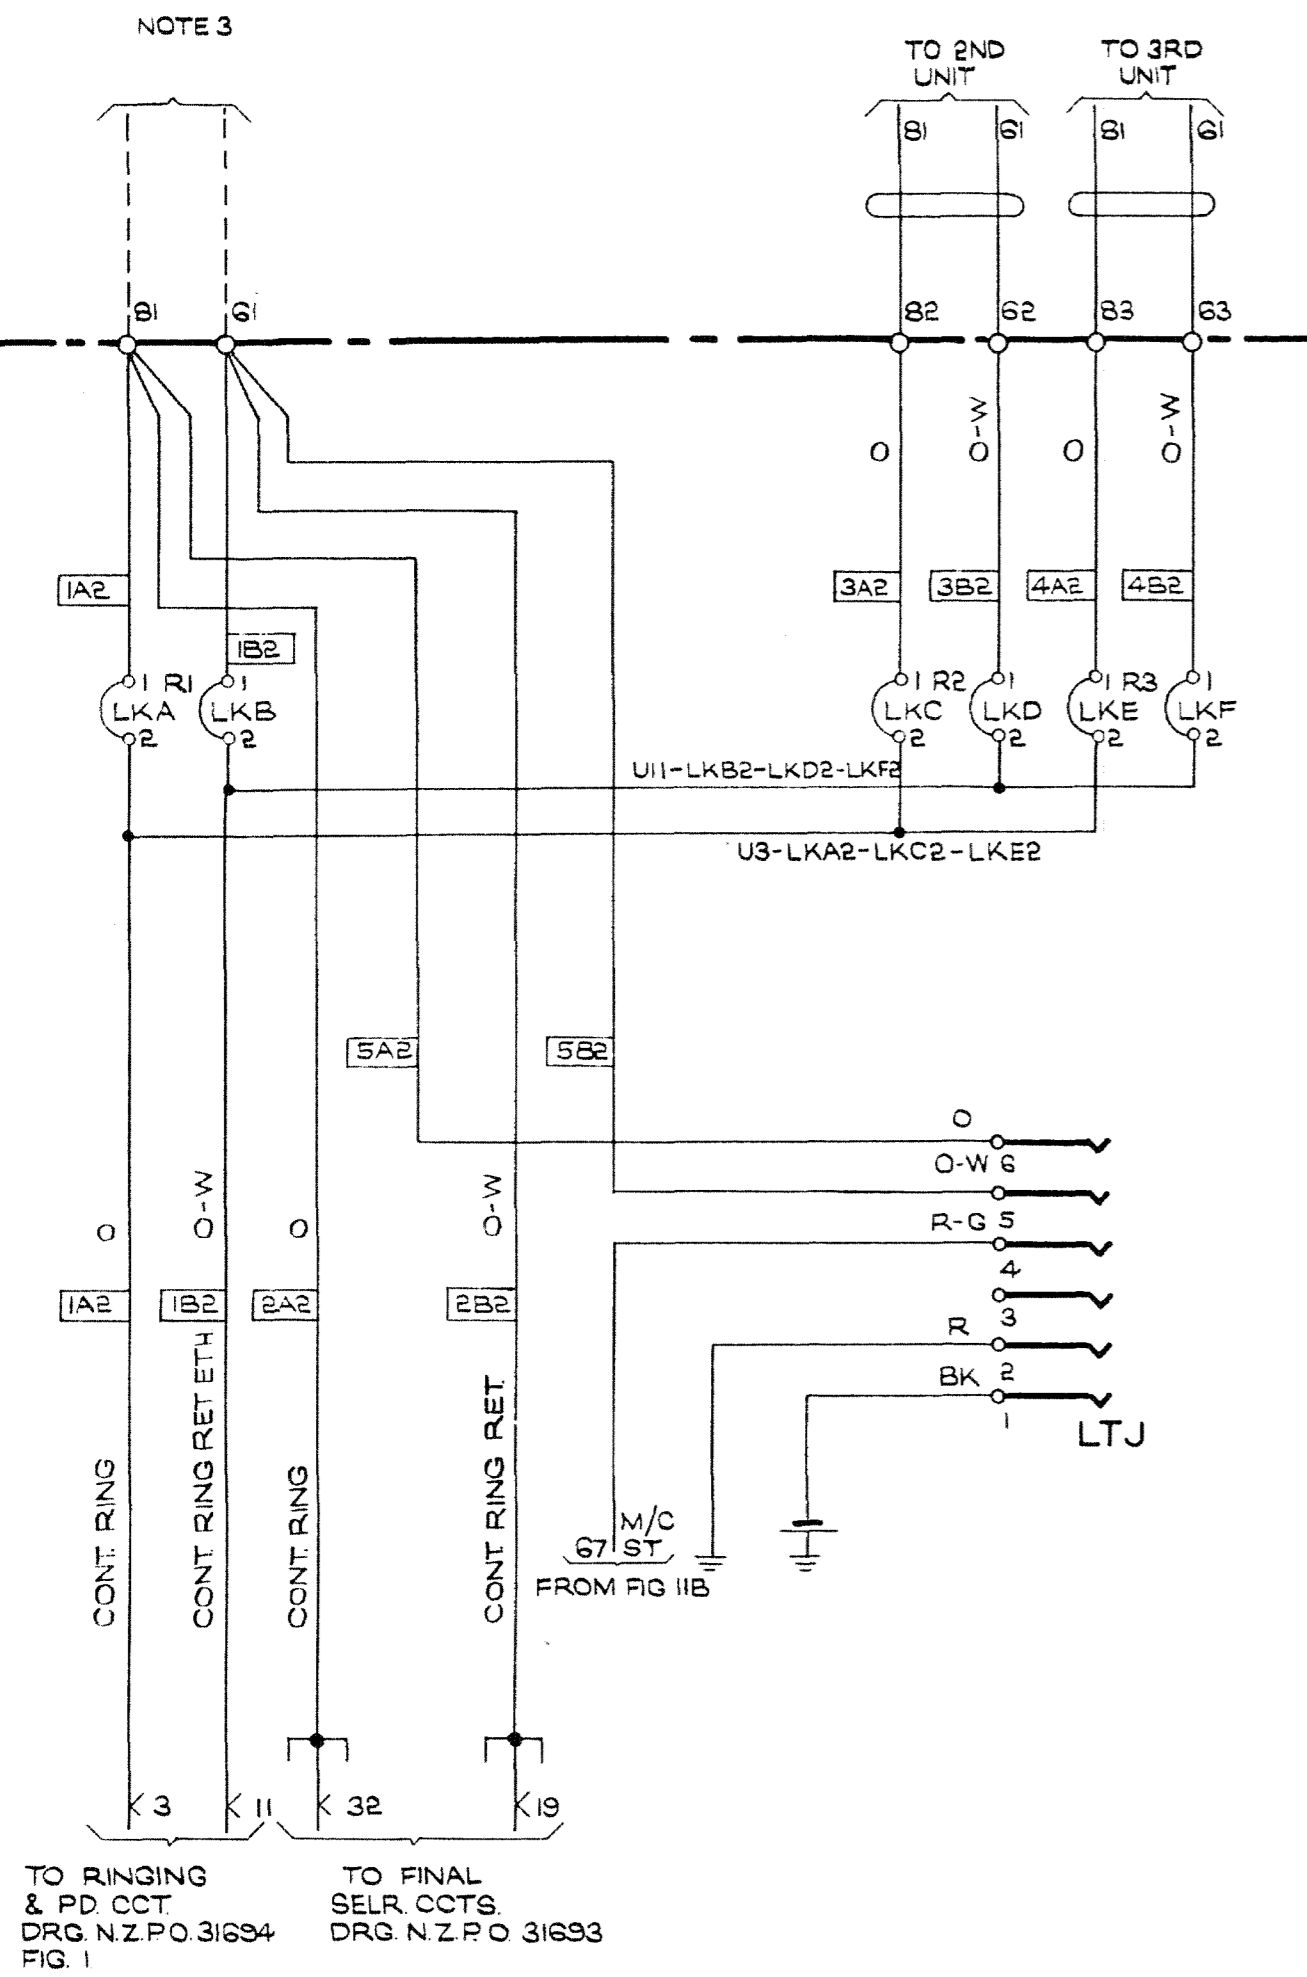 NOTE 3
TO 2ND
UNIT
TO 3RD
UNIT
81
61
81
61
81
61
82
62
83
63
O
O-W
O
O-W
1A2
1B2
3A2
3B2
4A2
4B2
1 R1
LKA
2
1
LKB
2
1 R2
LKC
2
1
LKD
2
1 R3
LKE
2
1
LKF
2
U11-LKB2-LKD2-LKF2
U3-LKA2-LKC2-LKE2
5A2
5B2
O
O-W 6
R-G 5
4
3
R
BK 2
1
LTJ
O
O-W
O
O-W
1A2
1B2
2A2
2B2
CONT. RING
CONT. RING RET ETH
CONT. RING
CONT. RING RET.
M/C
67 ST
FROM FIG 11B
3
11
32
19
TO RINGING
& PD. CCT.
DRG. N.Z.P.O. 31694
FIG. 1
TO FINAL
SELR. CCTS.
DRG. N.Z.P.O. 31693